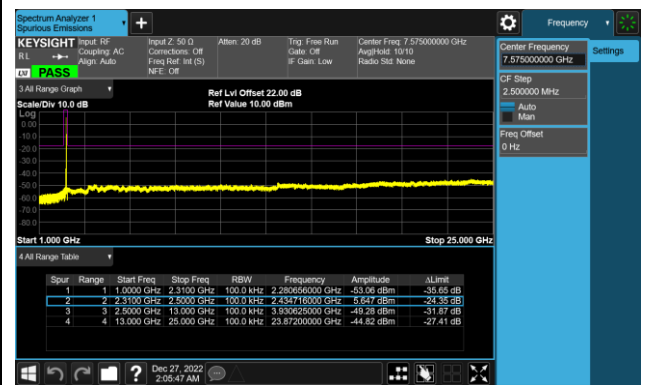 Spectrum Analyzer 1
Spurious Emissions
Frequency
KEYSIGHT Input: RF Input Z: 50 Ω Atten: 20 dB Trig: Free Run Center Freq: 7.575000000 GHz
RL Coupling: AC Corrections: Off Gate: Off Avg|Hold: 10/10
Align: Auto Freq Ref: Int (S) IF Gain: Low Radio Std: None
NFE: Off
LXI PASS
Center Frequency
7.575000000 GHz
Settings
CF Step
2.500000 MHz
Auto
Man
Freq Offset
0 Hz
3 All Range Graph
Ref Lvl Offset 22.00 dB
Scale/Div 10.0 dB Ref Value 10.00 dBm
Log
0.00
-10.0
-20.0
-30.0
-40.0
-50.0
-60.0
-70.0
-80.0
Start 1.000 GHz Stop 25.000 GHz
4 All Range Table
Spur Range Start Freq Stop Freq RBW Frequency Amplitude ΔLimit
1 1 1.0000 GHz 2.3100 GHz 100.0 kHz 2.280656000 GHz -53.06 dBm -35.65 dB
2 2 2.3100 GHz 2.5000 GHz 100.0 kHz 2.434716000 GHz 5.647 dBm -24.35 dB
3 3 2.5000 GHz 13.000 GHz 100.0 kHz 3.930625000 GHz -49.28 dBm -31.87 dB
4 4 13.000 GHz 25.000 GHz 100.0 kHz 23.87200000 GHz -44.82 dBm -27.41 dB
?
Dec 27, 2022
2:05:47 AM